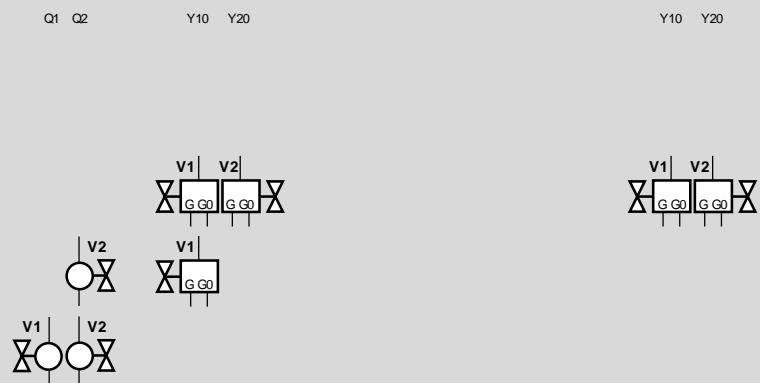 Q1 Q2 Y10 Y20 Y10 Y20
V1 V2 V1 V2
G G0 G G0 G G0 G G0
V2 V1
G G0
V1 V2